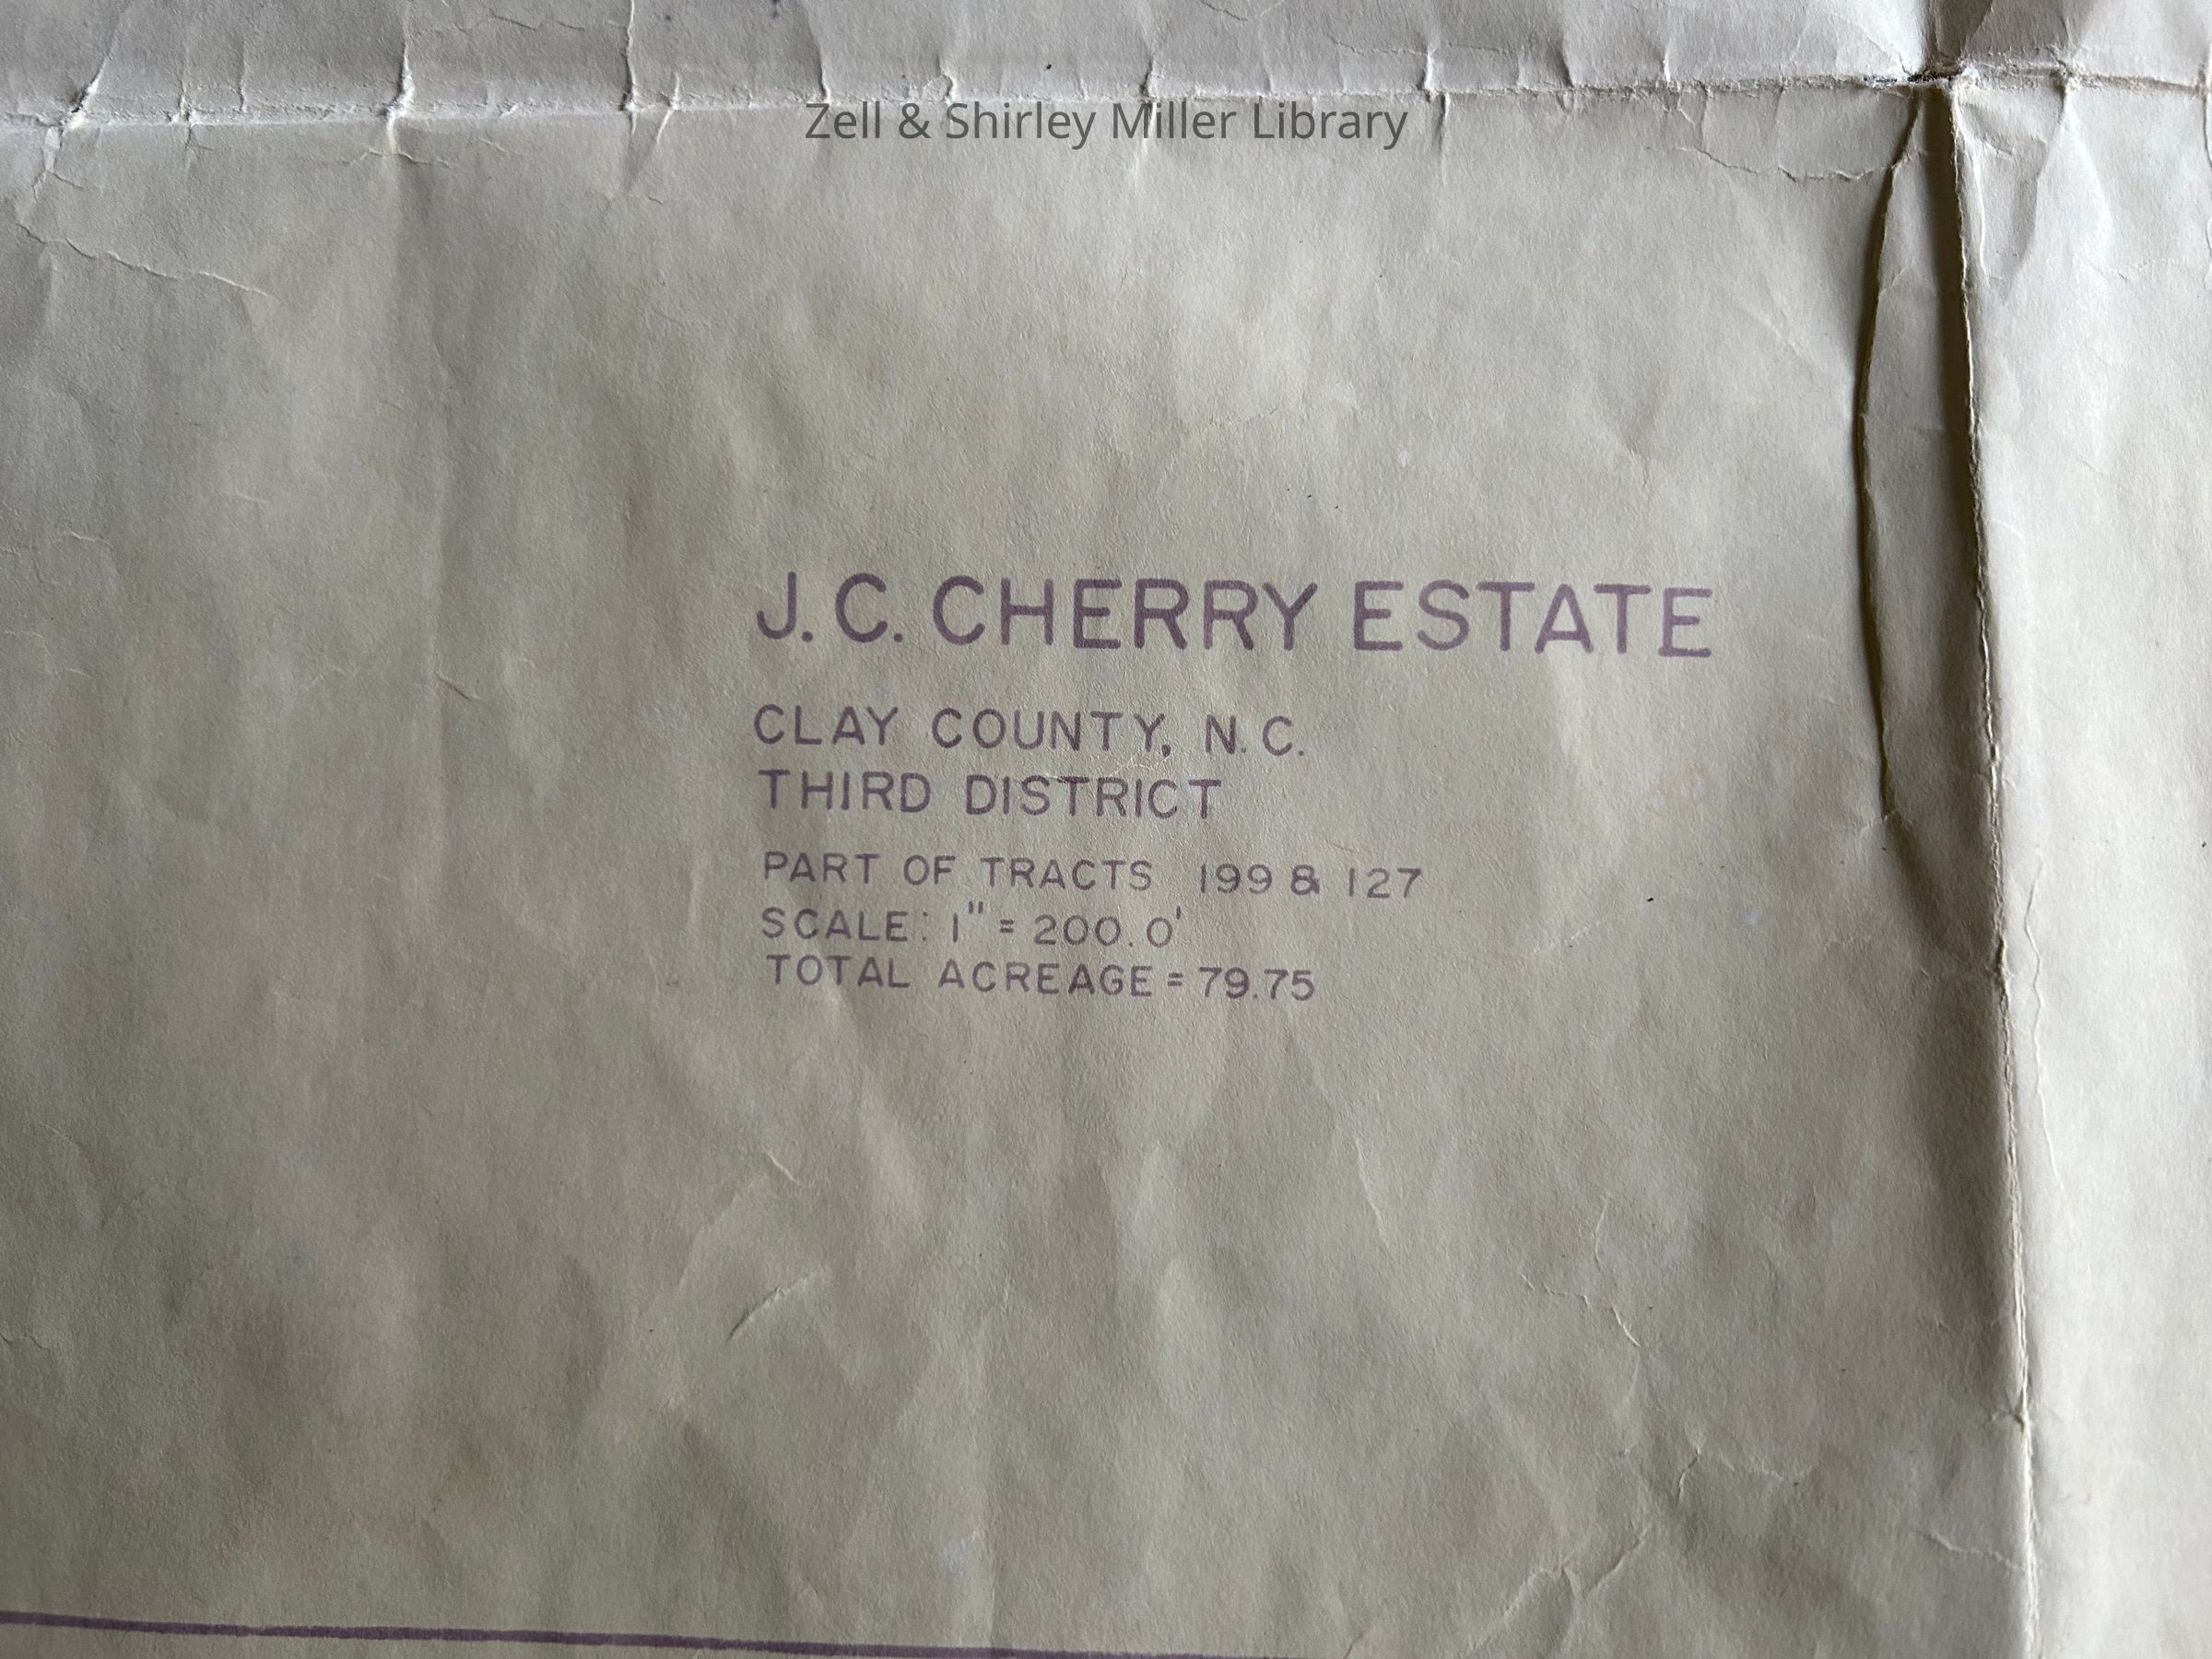 Zell & Shirley Miller Library
J. C. CHERRY ESTATE
CLAY COUNTY, N. C.
THIRD DISTRICT
PART OF TRACTS 199 & 127
SCALE: 1" = 200.0'
TOTAL ACREAGE = 79.75